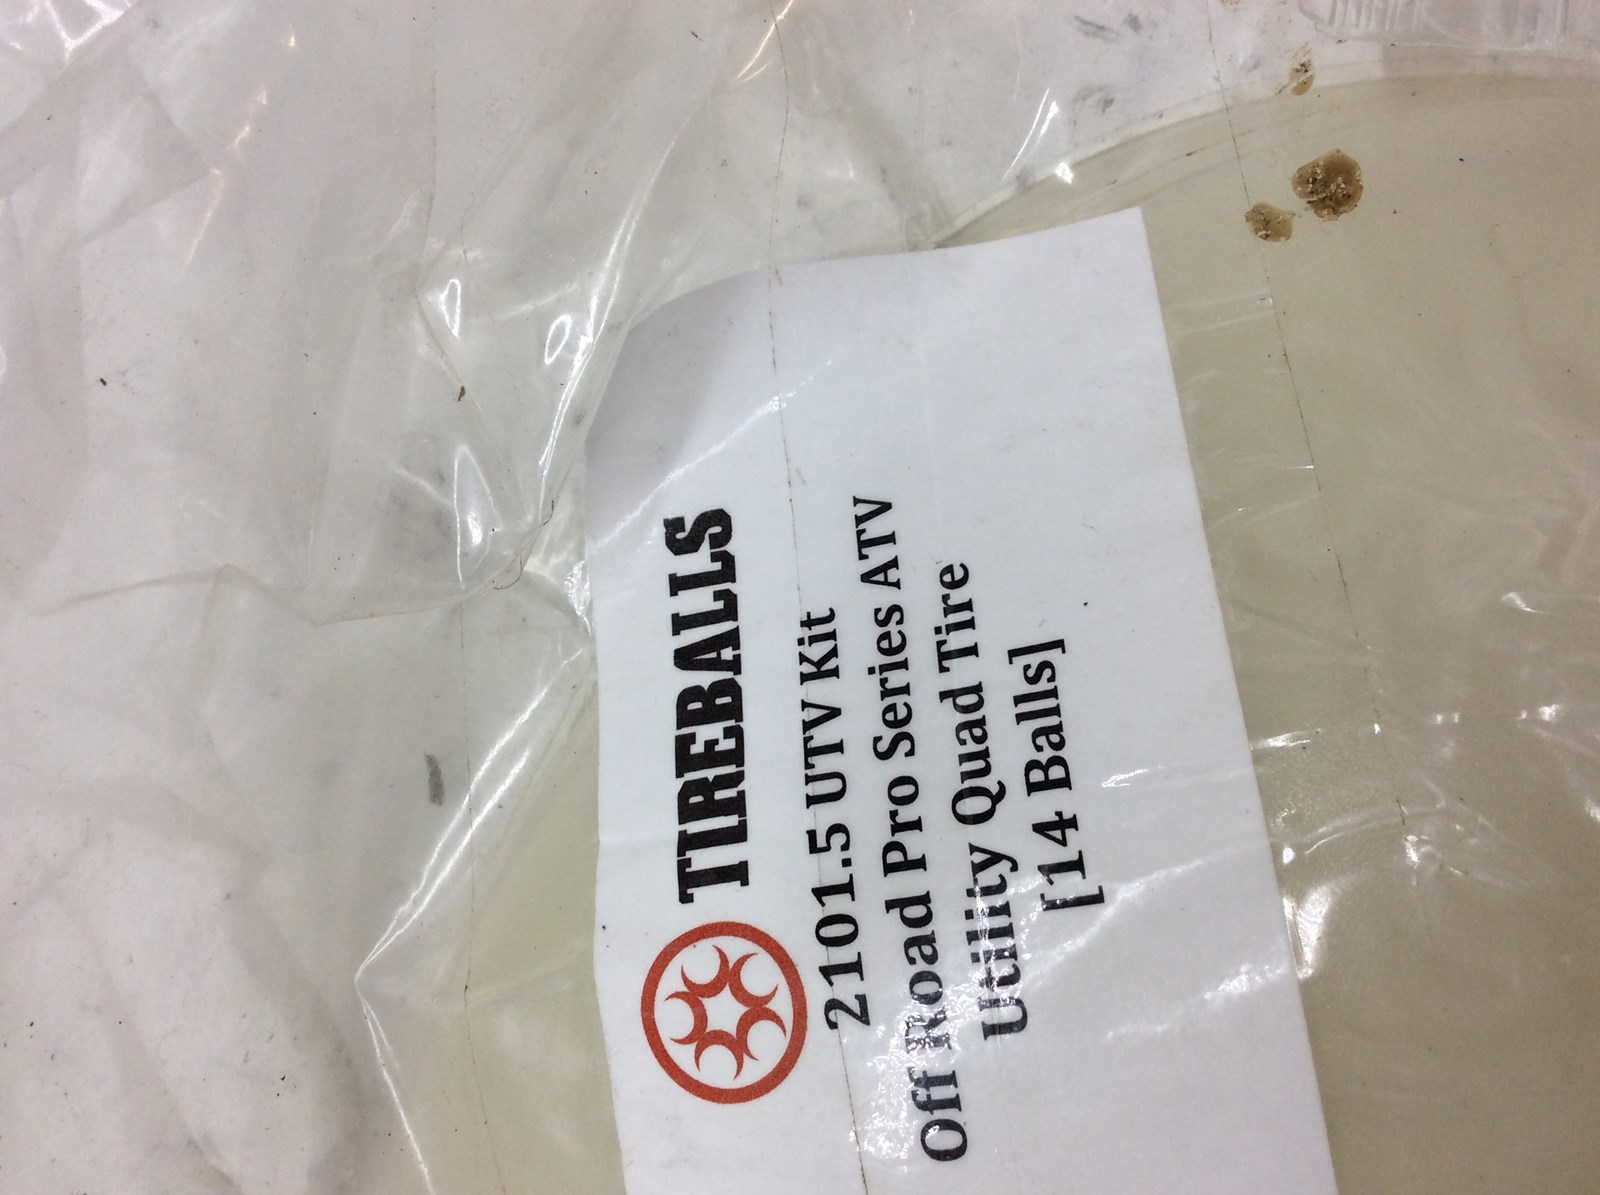 TIREBALLS
2101.5 UTV Kit
Off Road Pro Series ATV
Utility Quad Tire
[14 Balls]